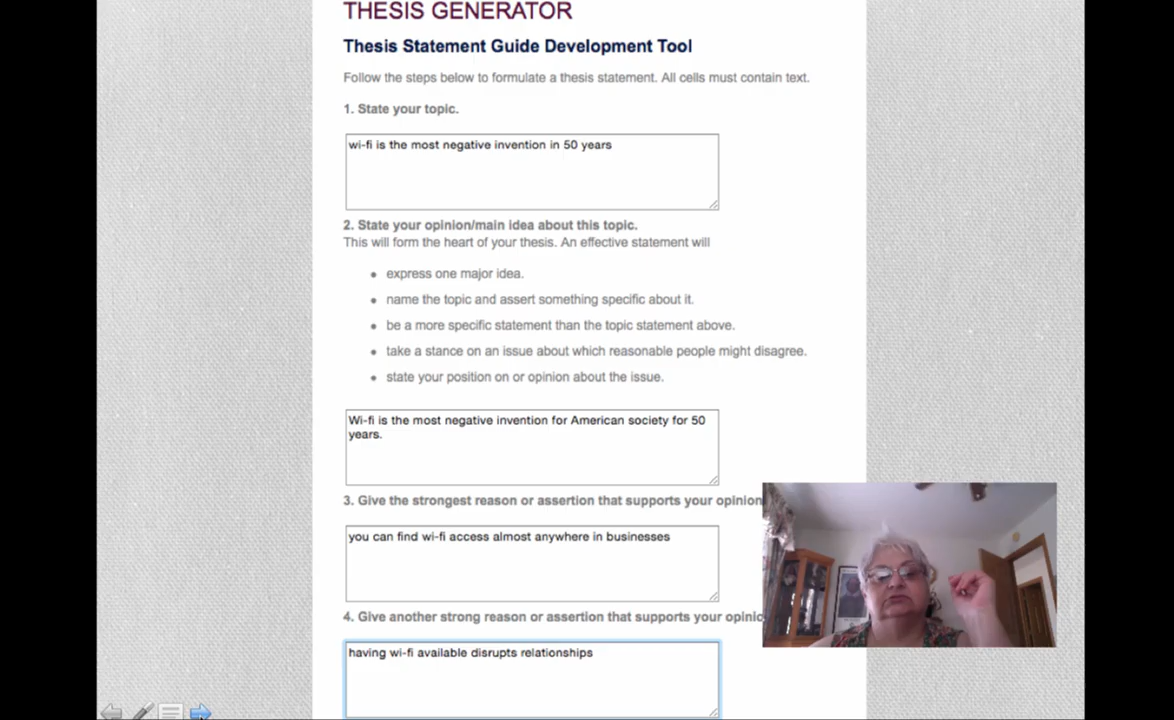 THESIS GENERATOR
Thesis Statement Guide Development Tool
Follow the steps below to formulate a thesis statement. All cells must contain text.
1. State your topic.
wi-fi is the most negative invention in 50 years
2. State your opinion/main idea about this topic.
This will form the heart of your thesis. An effective statement will
• express one major idea.
• name the topic and assert something specific about it.
• be a more specific statement than the topic statement above.
• take a stance on an issue about which reasonable people might disagree.
• state your position on or opinion about the issue.
Wi-fi is the most negative invention for American society for 50
years.
3. Give the strongest reason or assertion that supports your opinion
you can find wi-fi access almost anywhere in businesses
4. Give another strong reason or assertion that supports your opinio
having wi-fi available disrupts relationships